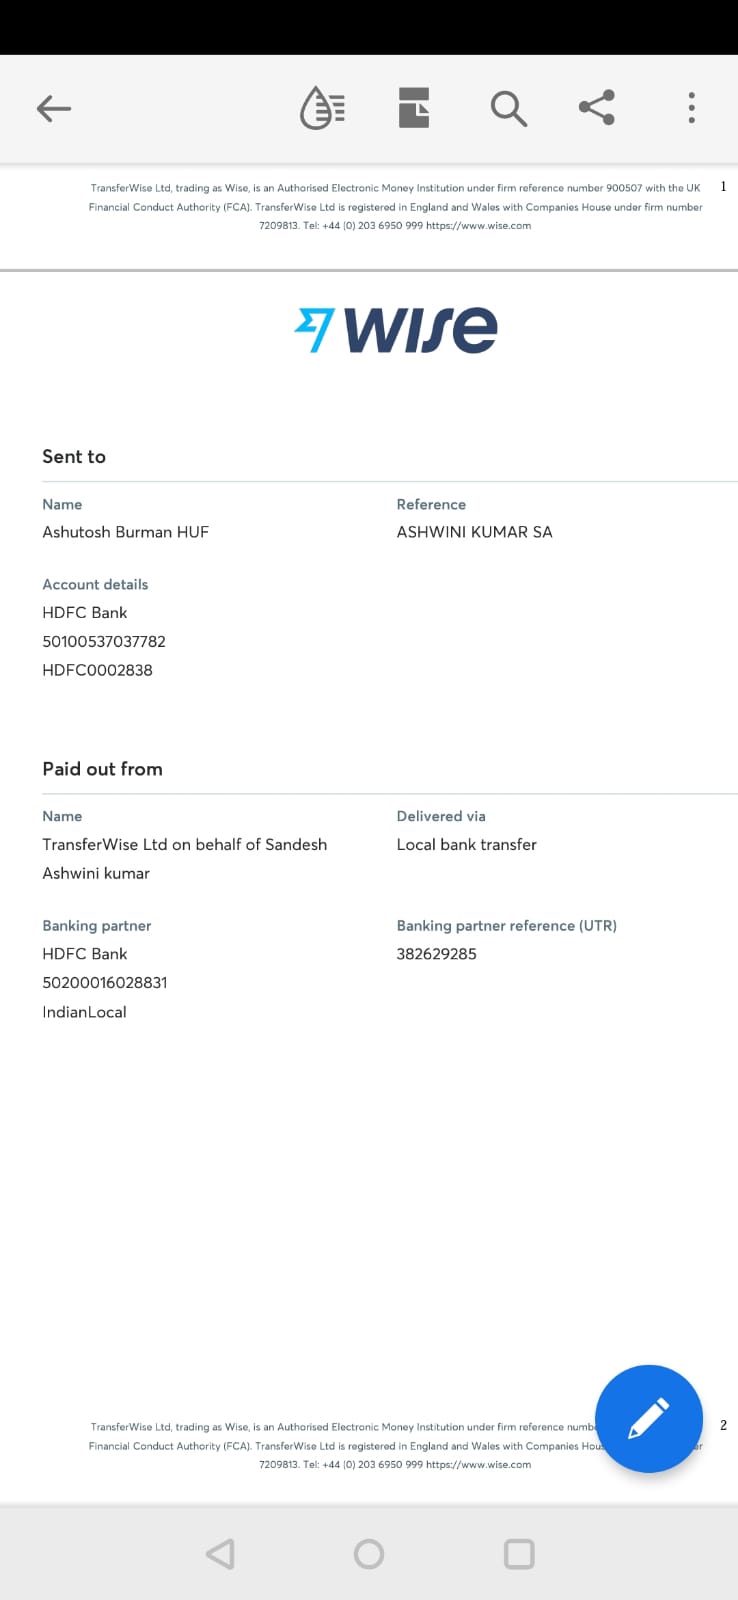 TransferWise Ltd, trading as Wise, is an Authorised Electronic Money Institution under firm reference number 900507 with the UK
Financial Conduct Authority (FCA). TransferWise Ltd is registered in England and Wales with Companies House under firm number
7209813. Tel: +44 (0) 203 6950 999 https://www.wise.com
1
wise
Sent to
Name
Reference
Ashutosh Burman HUF
ASHWINI KUMAR SA
Account details
HDFC Bank
50100537037782
HDFC0002838
Paid out from
Name
Delivered via
TransferWise Ltd on behalf of Sandesh
Local bank transfer
Ashwini kumar
Banking partner
Banking partner reference (UTR)
HDFC Bank
382629285
50200016028831
IndianLocal
TransferWise Ltd, trading as Wise, is an Authorised Electronic Money Institution under firm reference
2
Financial Conduct Authority (FCA). TransferWise Ltd is registered in England and Wales with Companies
7209813. Tel: +44 (0) 203 6950 999 https://www.wise.com